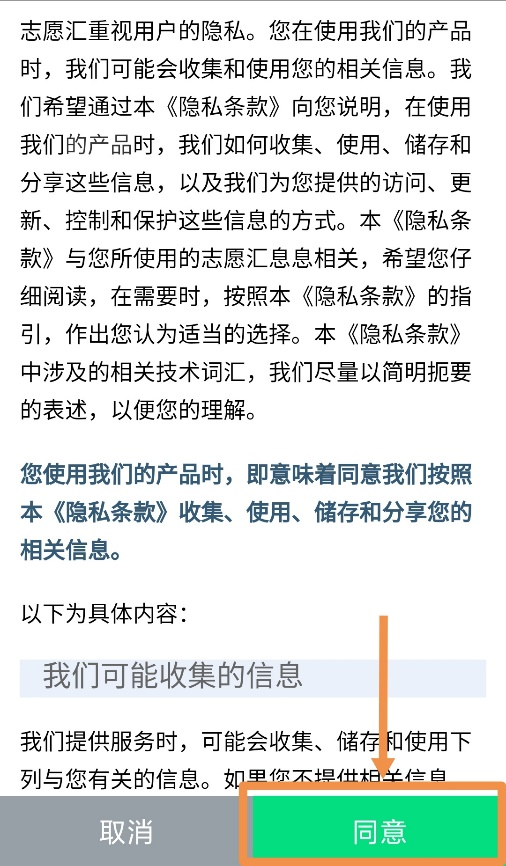 志愿汇重视用户的隐私。您在使用我们的产品
时，我们可能会收集和使用您的相关信息。我
们希望通过本《隐私条款》向您说明，在使用
我们的产品时，我们如何收集、使用、储存和
分享这些信息，以及我们为您提供的访问、更
新、控制和保护这些信息的方式。本《隐私条
款》与您所使用的志愿汇息息相关，希望您仔
细阅读，在需要时，按照本《隐私条款》的指
引，作出您认为适当的选择。本《隐私条款》
中涉及的相关技术词汇，我们尽量以简明扼要
的表述，以便您的理解。
您使用我们的产品时，即意味着同意我们按照
本《隐私条款》收集、使用、储存和分享您的
相关信息。
以下为具体内容：
我们可能收集的信息
我们提供服务时，可能会收集、储存和使用下
列与您有关的信息。如果您不提供相关信息
取消
同意